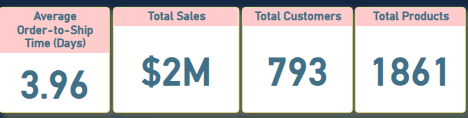 Average
Order-to-Ship
Time (Days)
3.96
Total Sales
$2M
Total Customers
793
Total Products
1861